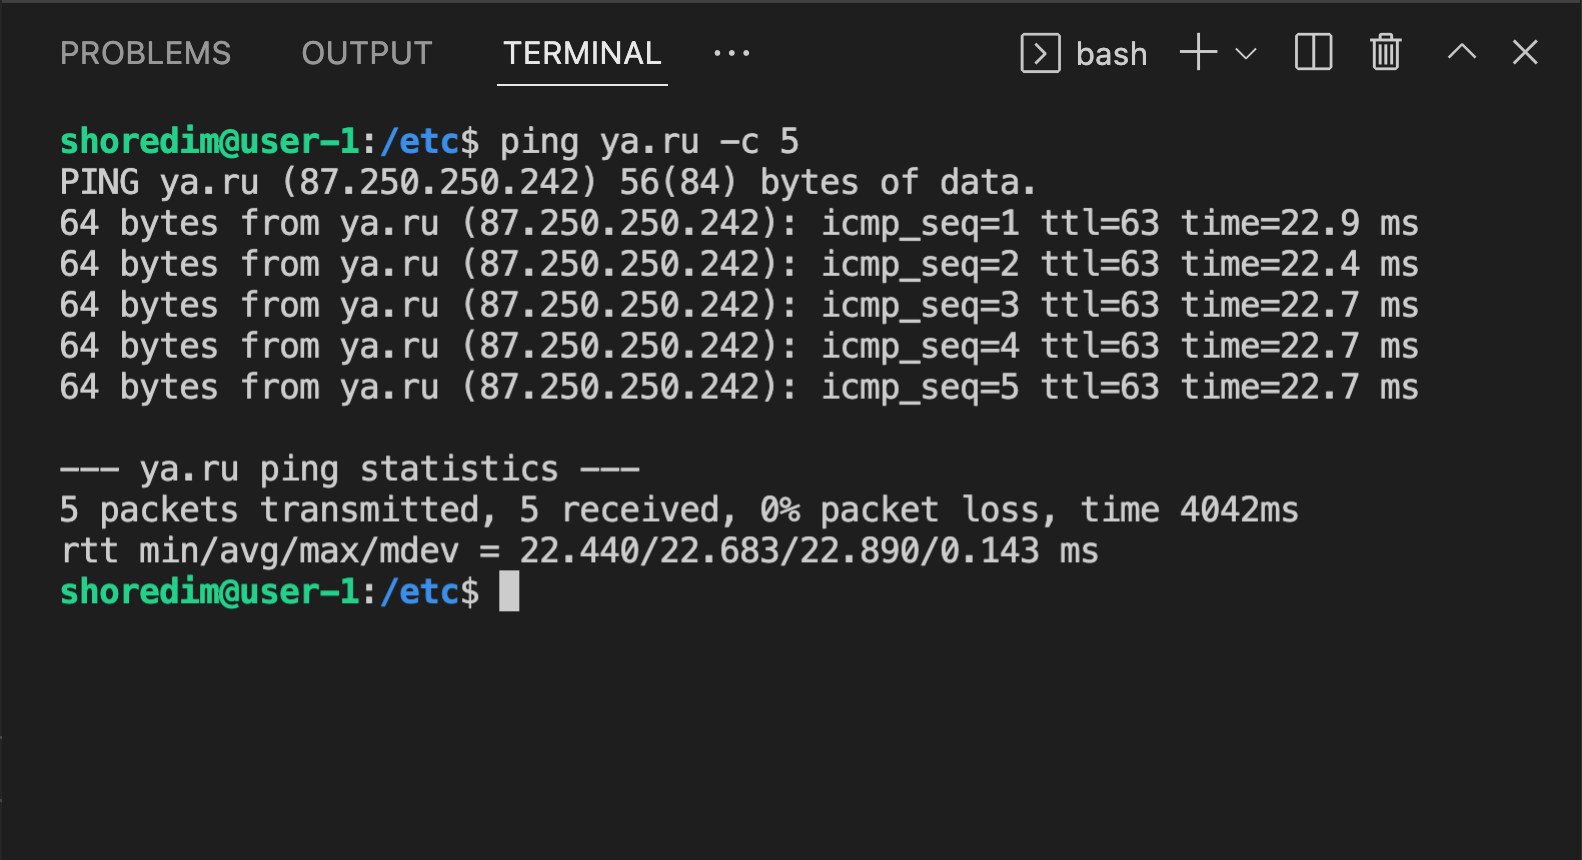 PROBLEMS OUTPUT TERMINAL ··· bash
shoredim@user-1:/etc$ ping ya.ru -c 5
PING ya.ru (87.250.250.242) 56(84) bytes of data.
64 bytes from ya.ru (87.250.250.242): icmp_seq=1 ttl=63 time=22.9 ms
64 bytes from ya.ru (87.250.250.242): icmp_seq=2 ttl=63 time=22.4 ms
64 bytes from ya.ru (87.250.250.242): icmp_seq=3 ttl=63 time=22.7 ms
64 bytes from ya.ru (87.250.250.242): icmp_seq=4 ttl=63 time=22.7 ms
64 bytes from ya.ru (87.250.250.242): icmp_seq=5 ttl=63 time=22.7 ms
--- ya.ru ping statistics ---
5 packets transmitted, 5 received, 0% packet loss, time 4042ms
rtt min/avg/max/mdev = 22.440/22.683/22.890/0.143 ms
shoredim@user-1:/etc$